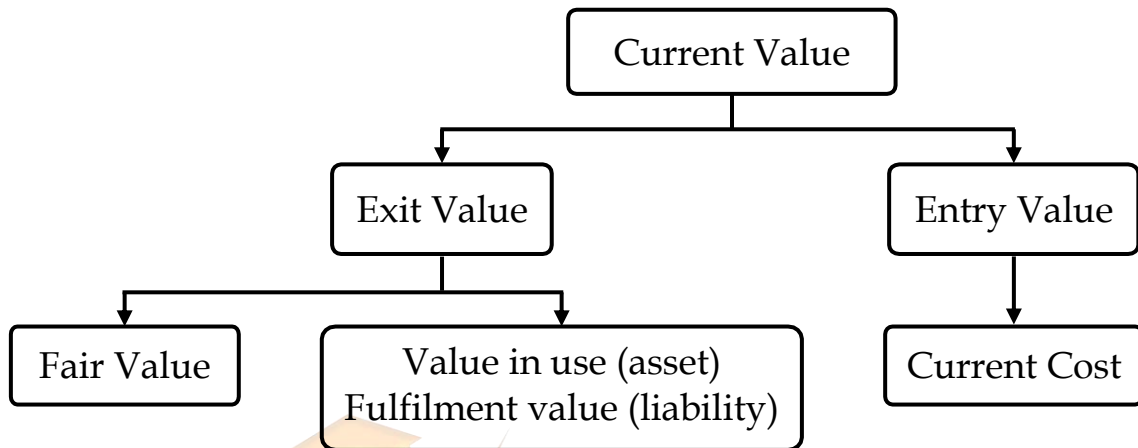 Current Value
Exit Value
Entry Value
Fair Value
Value in use (asset)
Fulfilment value (liability)
Current Cost